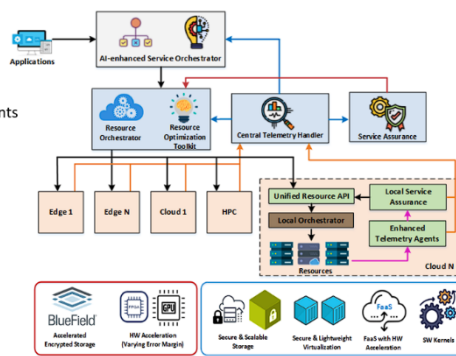 Applications
AI-enhanced Service Orchestrator
nts
Resource
Orchestrator
Resource
Optimization
Toolkit
Central Telemetry Handler
Service Assurance
Edge 1
Edge N
Cloud 1
HPC
Unified Resource API
Local Service
Assurance
Local Orchestrator
Enhanced
Telemetry Agents
Resources
Cloud N
BlueField
Accelerated
Encrypted Storage
FPGA
GPU
HW Acceleration
(Varying Error Margin)
Secure & Scalable
Storage
Secure & Lightweight
Virtualization
FaaS
FaaS with HW
Acceleration
SW Kernels